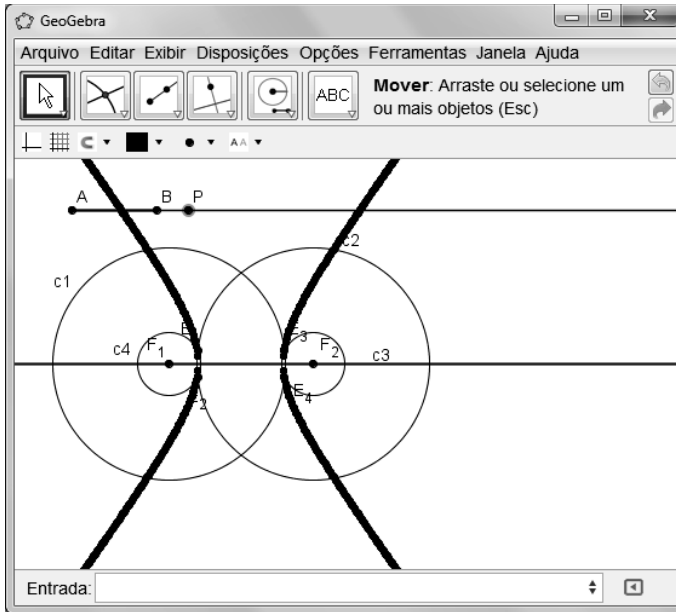 GeoGebra
Arquivo Editar Exibir Disposições Opções Ferramentas Janela Ajuda
ABC
Mover: Arraste ou selecione um
ou mais objetos (Esc)
A A
A B P
c2
c1
E E3
c4 F1 F2 c3
E4
Entrada: